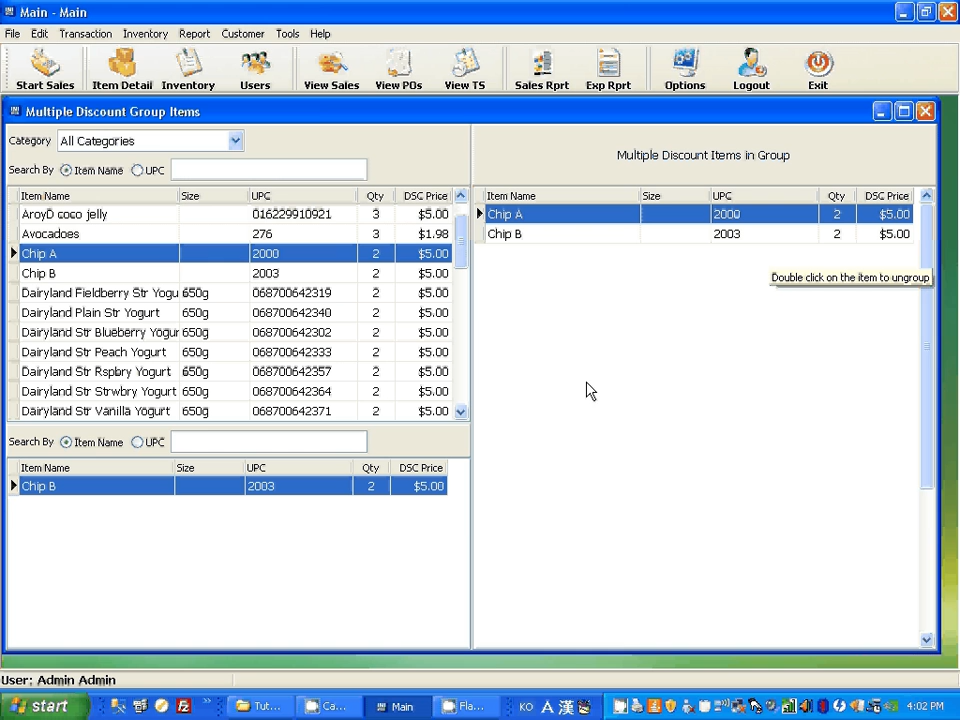 Main - Main
File Edit Transaction Inventory Report Customer Tools Help
Start Sales Item Detail Inventory Users View Sales View POs View TS Sales Rprt Exp Rprt Options Logout Exit
Multiple Discount Group Items
Category All Categories
Search By Item Name UPC
Multiple Discount Items in Group
Item Name Size UPC Qty DSC Price
AroyD coco jelly 016229910921 3 $5.00
Avocadoes 276 3 $1.98
Chip A 2000 2 $5.00
Chip B 2003 2 $5.00
Dairyland Fieldberry Str Yogu 650g 068700642319 2 $5.00
Dairyland Plain Str Yogurt 650g 068700642340 2 $5.00
Dairyland Str Blueberry Yogur 650g 068700642302 2 $5.00
Dairyland Str Peach Yogurt 650g 068700642333 2 $5.00
Dairyland Str Rspbry Yogurt 650g 068700642357 2 $5.00
Dairyland Str Strwbry Yogurt 650g 068700642364 2 $5.00
Dairyland Str Vanilla Yogurt 650g 068700642371 2 $5.00
Item Name Size UPC Qty DSC Price
Chip A 2000 2 $5.00
Chip B 2003 2 $5.00
Double click on the item to ungroup
Search By Item Name UPC
Item Name Size UPC Qty DSC Price
Chip B 2003 2 $5.00
User: Admin Admin
start Tut... Ca... Main Fla... KO A 漢 4:02 PM